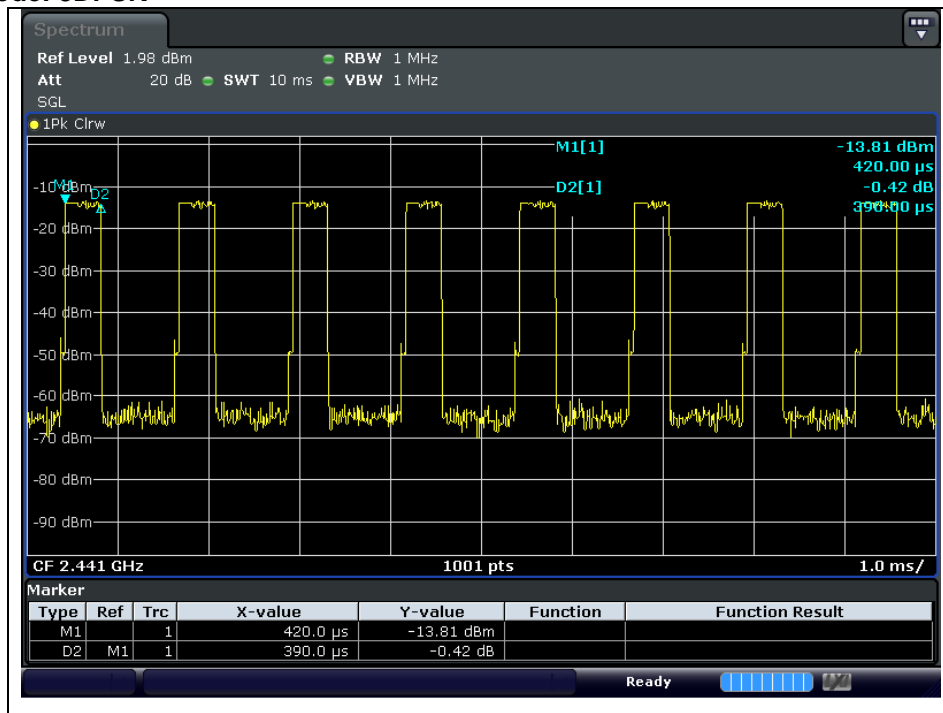 Spectrum
Ref Level 1.98 dBm RBW 1 MHz
Att 20 dB SWT 10 ms VBW 1 MHz
SGL
1Pk Clrw
M1[1] -13.81 dBm
420.00 µs
-10 dBm M1 D2 D2[1] -0.42 dB
390.00 µs
-20 dBm
-30 dBm
-40 dBm
-50 dBm
-60 dBm
-70 dBm
-80 dBm
-90 dBm
CF 2.441 GHz 1001 pts 1.0 ms/
Marker
Type Ref Trc X-value Y-value Function Function Result
M1 1 420.0 µs -13.81 dBm
D2 M1 1 390.0 µs -0.42 dB
Ready